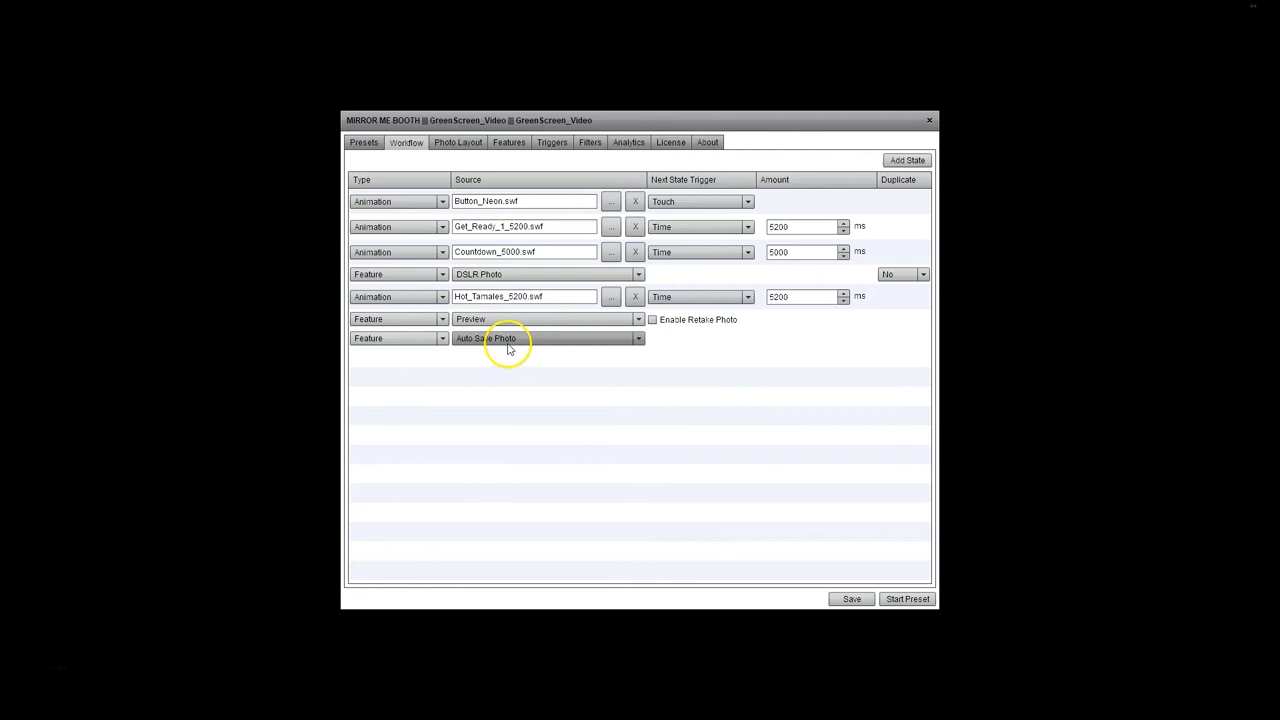 MIRROR ME BOOTH ||| GreenScreen_Video ||| GreenScreen_Video ×
Presets Workflow Photo Layout Features Triggers Filters Analytics License About
Add State
Type Source Next State Trigger Amount Duplicate
Animation Button_Neon.swf ... X Touch
Animation Get_Ready_1_5200.swf ... X Time 5200 ms
Animation Countdown_5000.swf ... X Time 5000 ms
Feature DSLR Photo No
Animation Hot_Tamales_5200.swf ... X Time 5200 ms
Feature Preview Enable Retake Photo
Feature Auto Save Photo
Save Start Preset